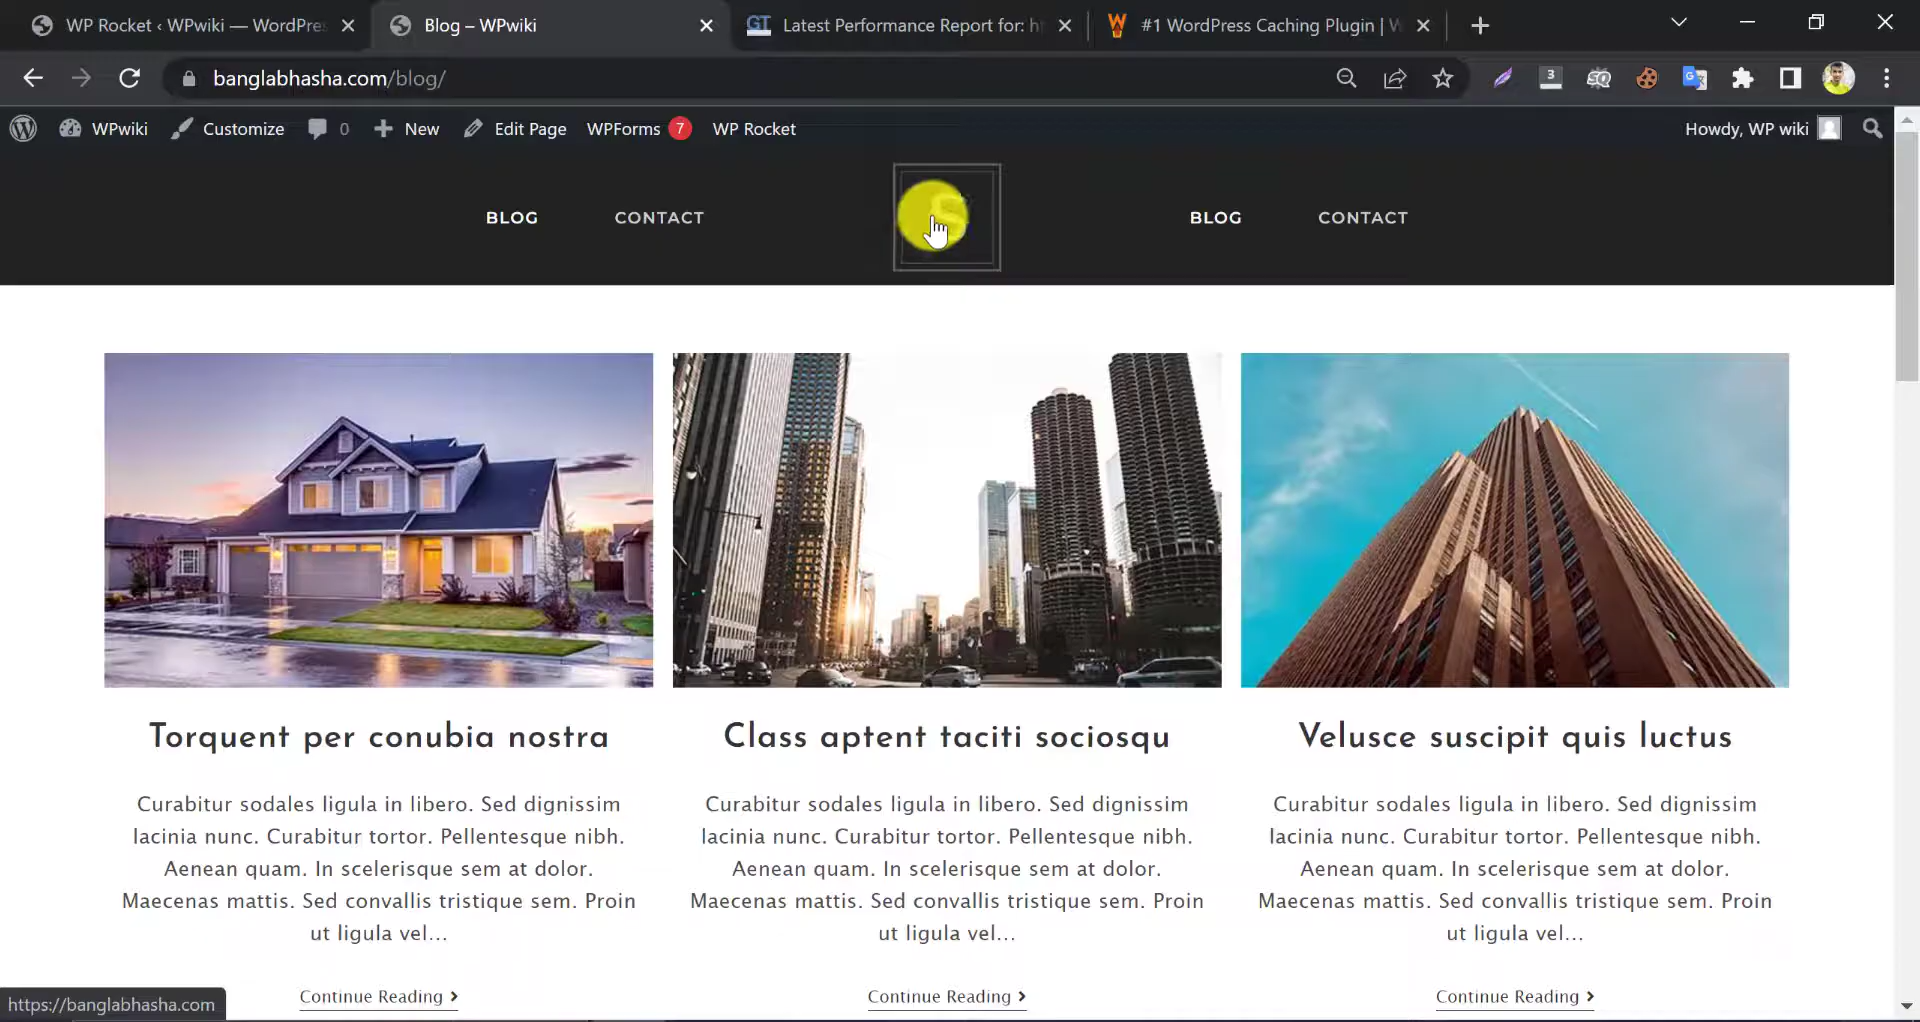 WP Rocket ‹ WPwiki — WordPres
Blog – WPwiki
GT
Latest Performance Report for: ht
#1 WordPress Caching Plugin | W
banglabhasha.com/blog/
3
WPwiki
Customize
0
New
Edit Page
WPForms 7
WP Rocket
Howdy, WP wiki
BLOG
CONTACT
S
BLOG
CONTACT
Torquent per conubia nostra
Curabitur sodales ligula in libero. Sed dignissim
lacinia nunc. Curabitur tortor. Pellentesque nibh.
Aenean quam. In scelerisque sem at dolor.
Maecenas mattis. Sed convallis tristique sem. Proin
ut ligula vel...
Continue Reading
Class aptent taciti sociosqu
Curabitur sodales ligula in libero. Sed dignissim
lacinia nunc. Curabitur tortor. Pellentesque nibh.
Aenean quam. In scelerisque sem at dolor.
Maecenas mattis. Sed convallis tristique sem. Proin
ut ligula vel...
Continue Reading
Velusce suscipit quis luctus
Curabitur sodales ligula in libero. Sed dignissim
lacinia nunc. Curabitur tortor. Pellentesque nibh.
Aenean quam. In scelerisque sem at dolor.
Maecenas mattis. Sed convallis tristique sem. Proin
ut ligula vel...
Continue Reading
https://banglabhasha.com